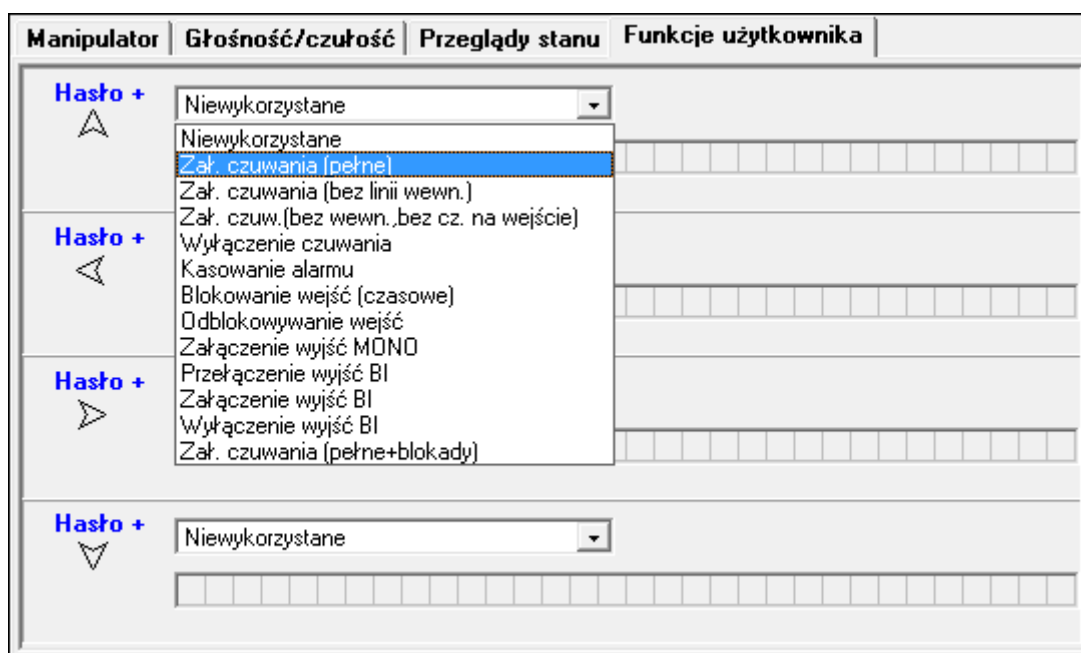 Manipulator Głośność/czułość Przeglądy stanu Funkcje użytkownika
Hasło +
Niewykorzystane
Niewykorzystane
Zał. czuwania (pełne)
Zał. czuwania (bez linii wewn.)
Zał. czuw.(bez wewn.,bez cz. na wejście)
Hasło +
Wyłączenie czuwania
Kasowanie alarmu
Blokowanie wejść (czasowe)
Odblokowywanie wejść
Załączenie wyjść MONO
Hasło +
Przełączenie wyjść BI
Załączenie wyjść BI
Wyłączenie wyjść BI
Zał. czuwania (pełne+blokady)
Hasło +
Niewykorzystane